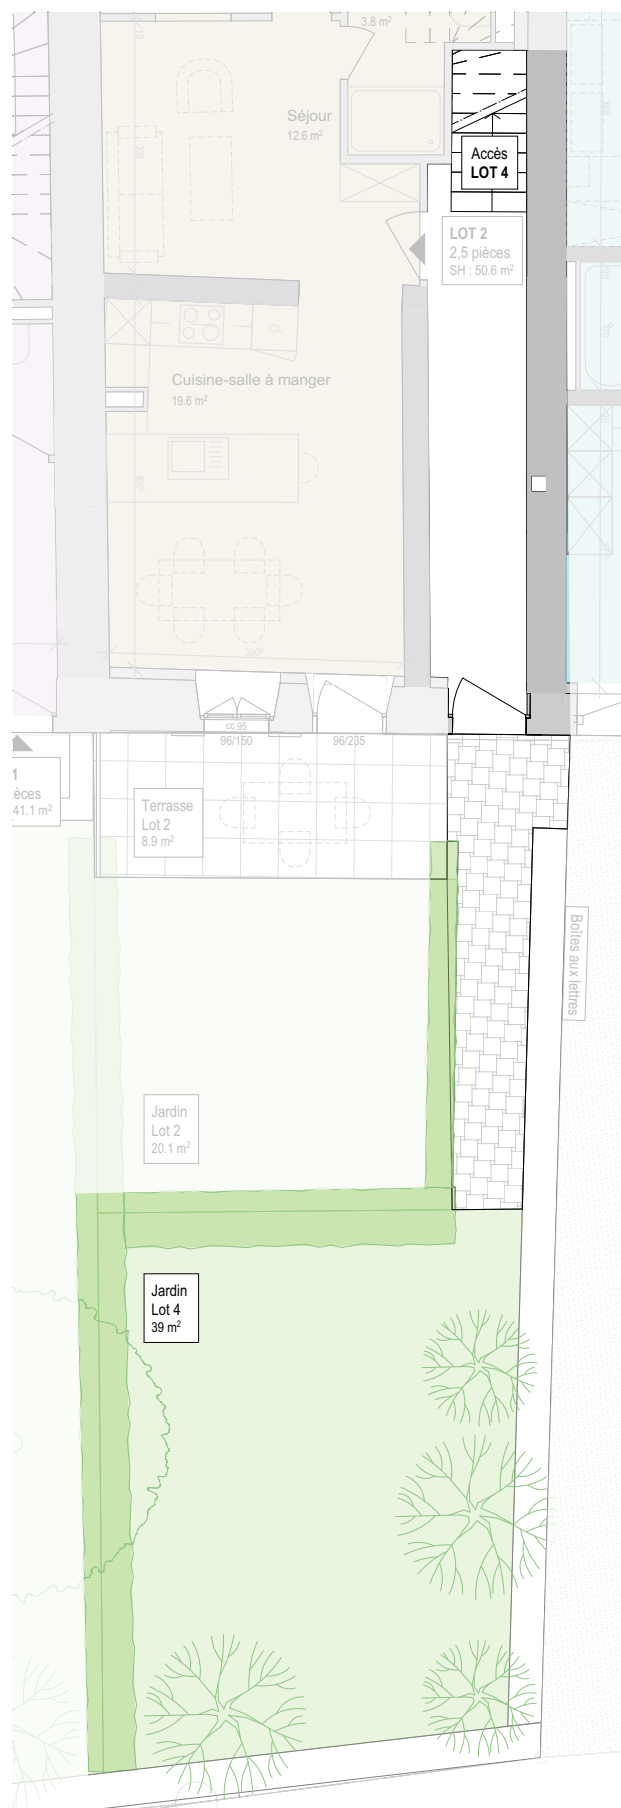 3.8 m²
Séjour
12.6 m²
Accès
LOT 4
LOT 2
2,5 pièces
SH : 50.6 m²
CL
Cuisine-salle à manger
19.6 m²
cc 95
96/150
96/235
1
èces
41.1 m²
Terrasse
Lot 2
8.9 m²
Boîtes aux lettres
Jardin
Lot 2
20.1 m²
Jardin
Lot 4
39 m²